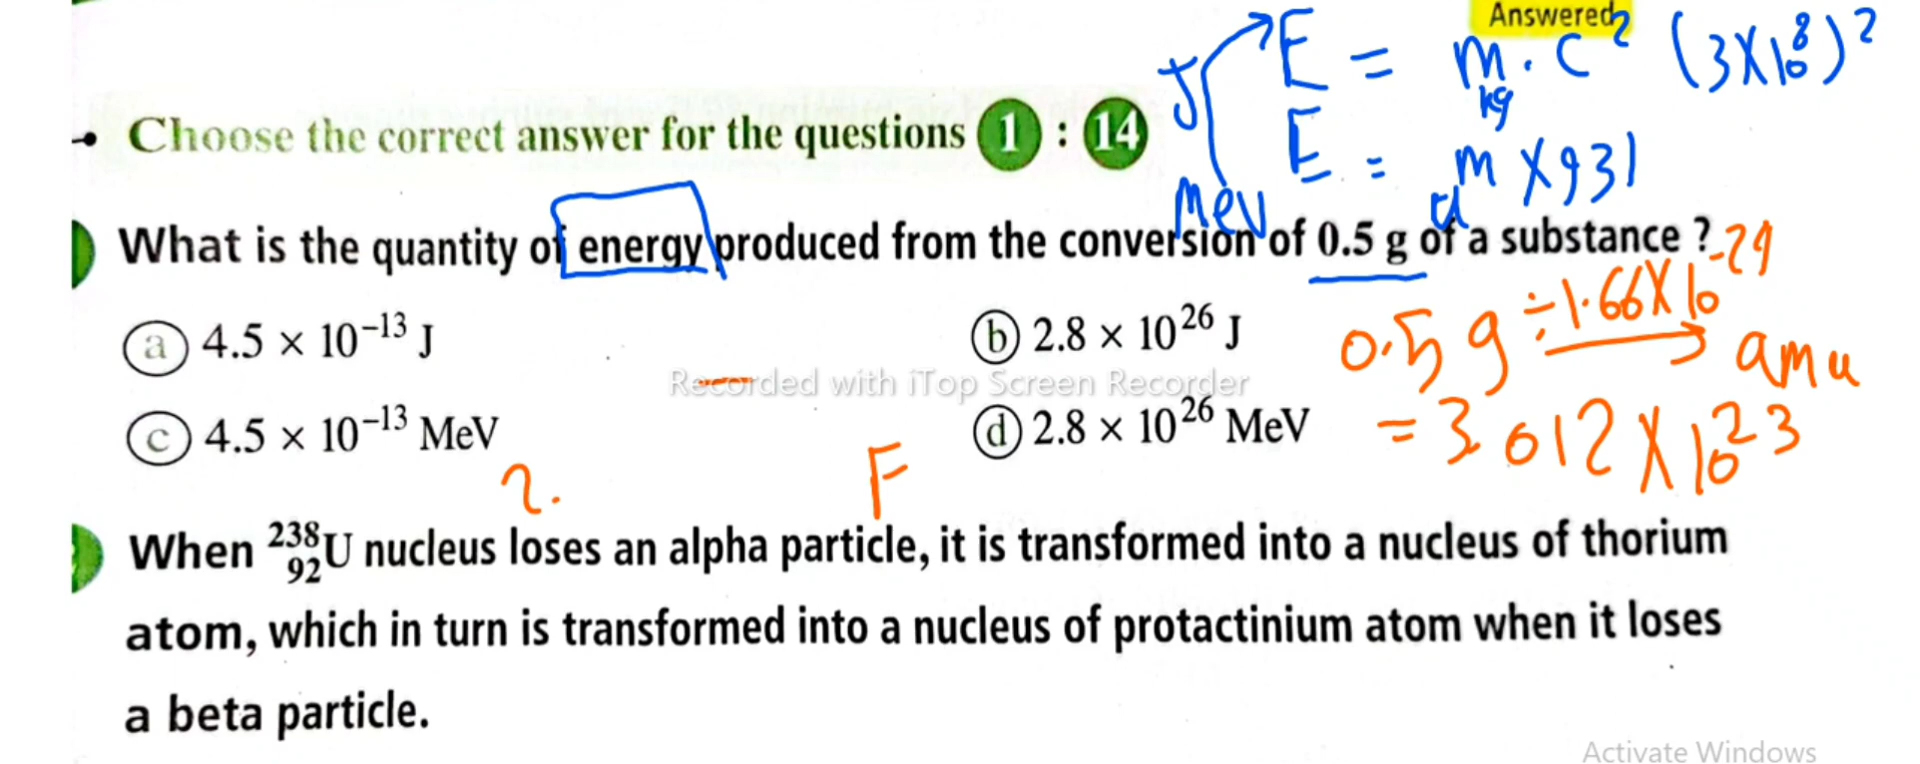 Answered
E = m . c² (3×10⁸)²
J
kg
Choose the correct answer for the questions 1 : 14
E = m × 931
MeV
u
What is the quantity of energy produced from the conversion of 0.5 g of a substance ?
0.5 g ÷ 1.66×10⁻²⁴ → amu
a 4.5 × 10⁻¹³ J
b 2.8 × 10²⁶ J
Recorded with iTop Screen Recorder
= 3.012 × 10²³
c 4.5 × 10⁻¹³ MeV
d 2.8 × 10²⁶ MeV
2. F
When ²³⁸₉₂U nucleus loses an alpha particle, it is transformed into a nucleus of thorium
atom, which in turn is transformed into a nucleus of protactinium atom when it loses
a beta particle.
Activate Windows